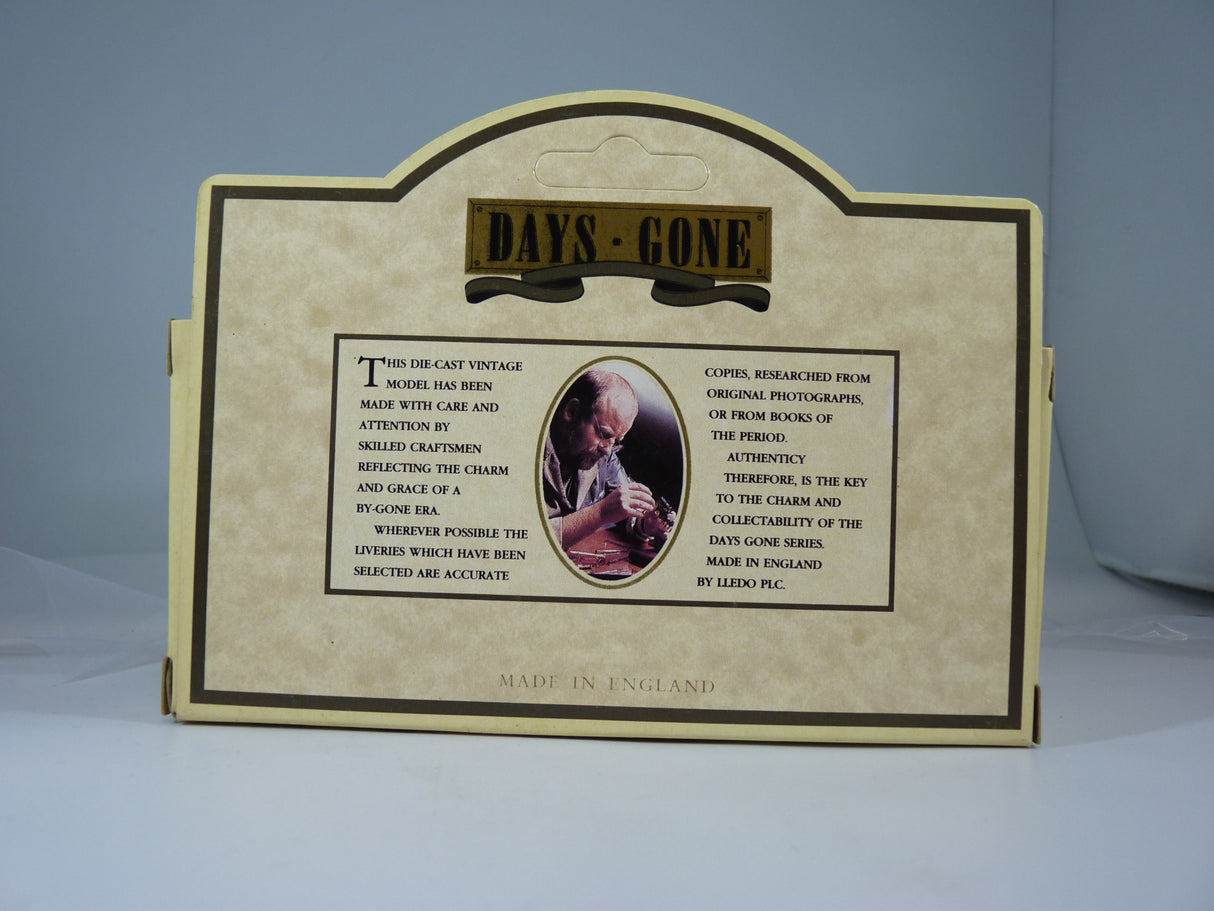 DAYS · GONE
THIS DIE-CAST VINTAGE
MODEL HAS BEEN
MADE WITH CARE AND
ATTENTION BY
SKILLED CRAFTSMEN
REFLECTING THE CHARM
AND GRACE OF A
BY-GONE ERA.
WHEREVER POSSIBLE THE
LIVERIES WHICH HAVE BEEN
SELECTED ARE ACCURATE
COPIES, RESEARCHED FROM
ORIGINAL PHOTOGRAPHS,
OR FROM BOOKS OF
THE PERIOD.
AUTHENTICY
THEREFORE, IS THE KEY
TO THE CHARM AND
COLLECTABILITY OF THE
DAYS GONE SERIES.
MADE IN ENGLAND
BY LLEDO PLC.
MADE IN ENGLAND